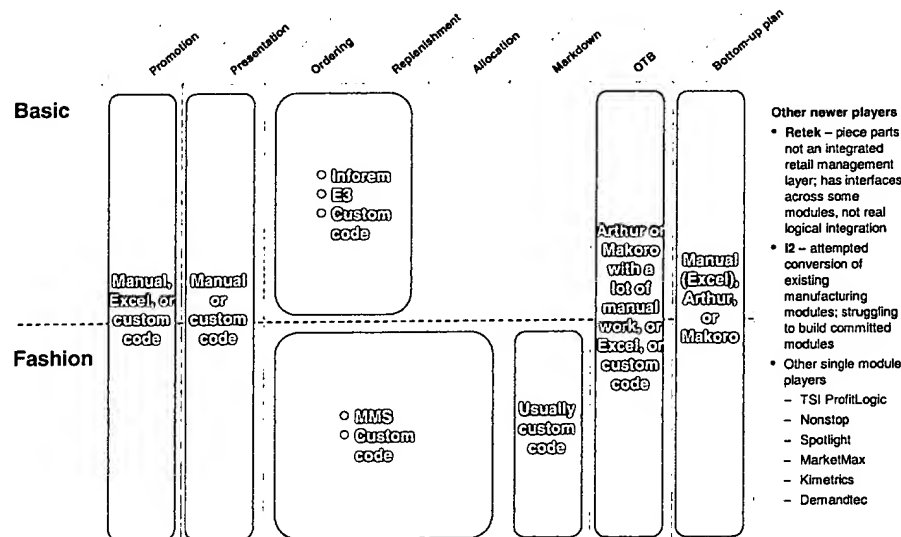 Promotion
Presentation
Ordering
Replenishment
Allocation
Markdown
OTB
Bottom-up plan
Basic
Inforem
E3
Custom
code
Manual,
Excel, or
custom
code
Manual
or
custom
code
Arthur or
Makoro
with a
lot of
manual
work, or
Excel, or
custom
code
Manual
(Excel),
Arthur,
or
Makoro
Fashion
MMS
Custom
code
Usually
custom
code
Other newer players
• Retek – piece parts
not an integrated
retail management
layer; has interfaces
across some
modules, not real
logical integration
• I2 – attempted
conversion of
existing
manufacturing
modules; struggling
to build committed
modules
• Other single module
players
– TSI ProfitLogic
– Nonstop
– Spotlight
– MarketMax
– Kimetrics
– Demandtec